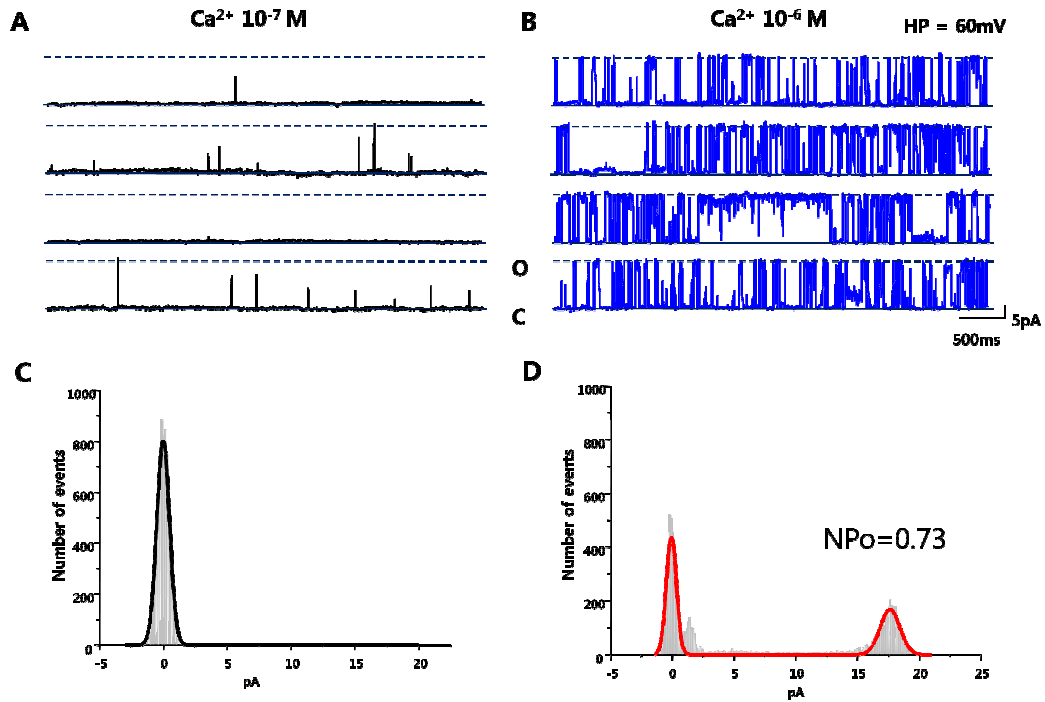 A
Ca²⁺ 10⁻⁷ M
B
Ca²⁺ 10⁻⁶ M
HP = 60mV
O
C
5pA
500ms
C
Number of events
1000
800
600
400
200
0
-5
0
5
10
15
20
pA
D
Number of events
1000
800
600
400
200
0
NPo=0.73
-5
0
5
10
15
20
25
pA